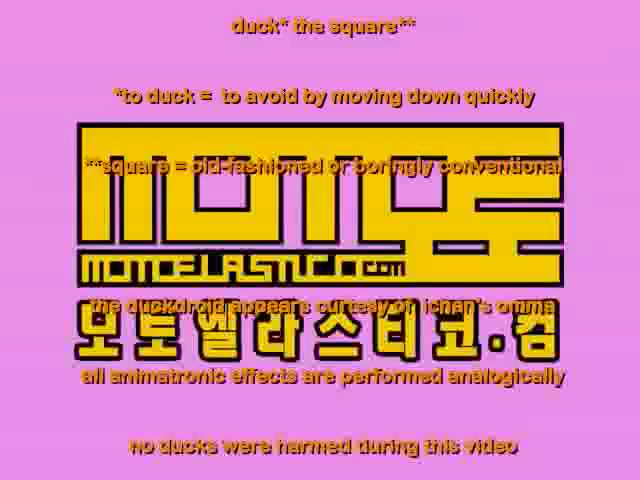 duck* the square**
*to duck = to avoid by moving down quickly
**square = old-fashioned or boringly conventional
MOTOELASTICO.COM
the duckdroid appears curtesy of ichan's omma
모토엘라스티코.컴
all animatronic effects are performed analogically
no ducks were harmed during this video